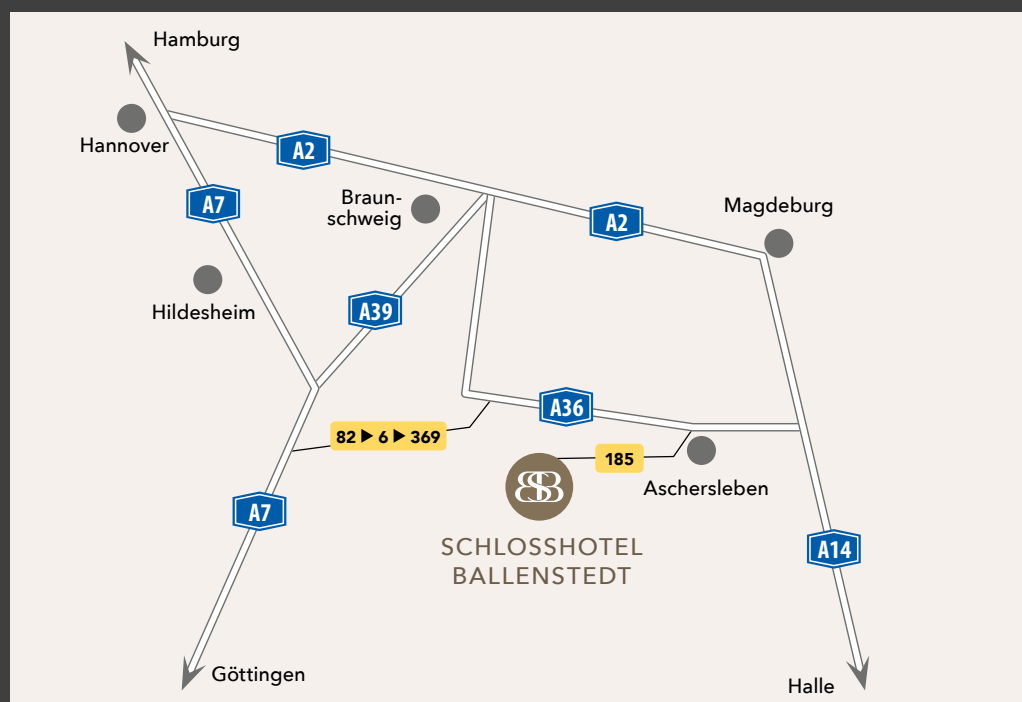 Hamburg
Hannover
A2
A7
Braun-
schweig
A2
Magdeburg
Hildesheim
A39
A36
82 ▶ 6 ▶ 369
185
Aschersleben
SCHLOSSHOTEL
BALLENSTEDT
A7
A14
Göttingen
Halle